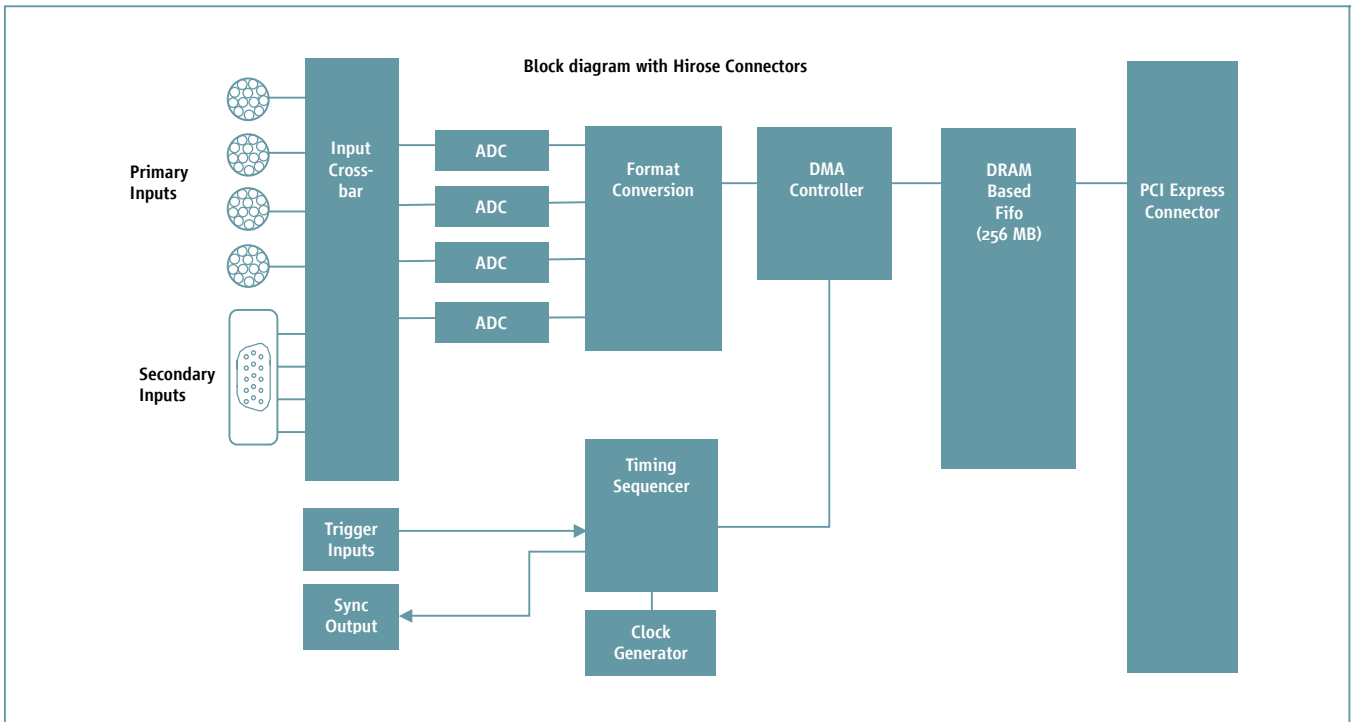 Block diagram with Hirose Connectors
Primary
Inputs
Secondary
Inputs
Input
Cross-
bar
ADC
ADC
ADC
ADC
Format
Conversion
DMA
Controller
DRAM
Based
Fifo
(256 MB)
PCI Express
Connector
Timing
Sequencer
Trigger
Inputs
Sync
Output
Clock
Generator